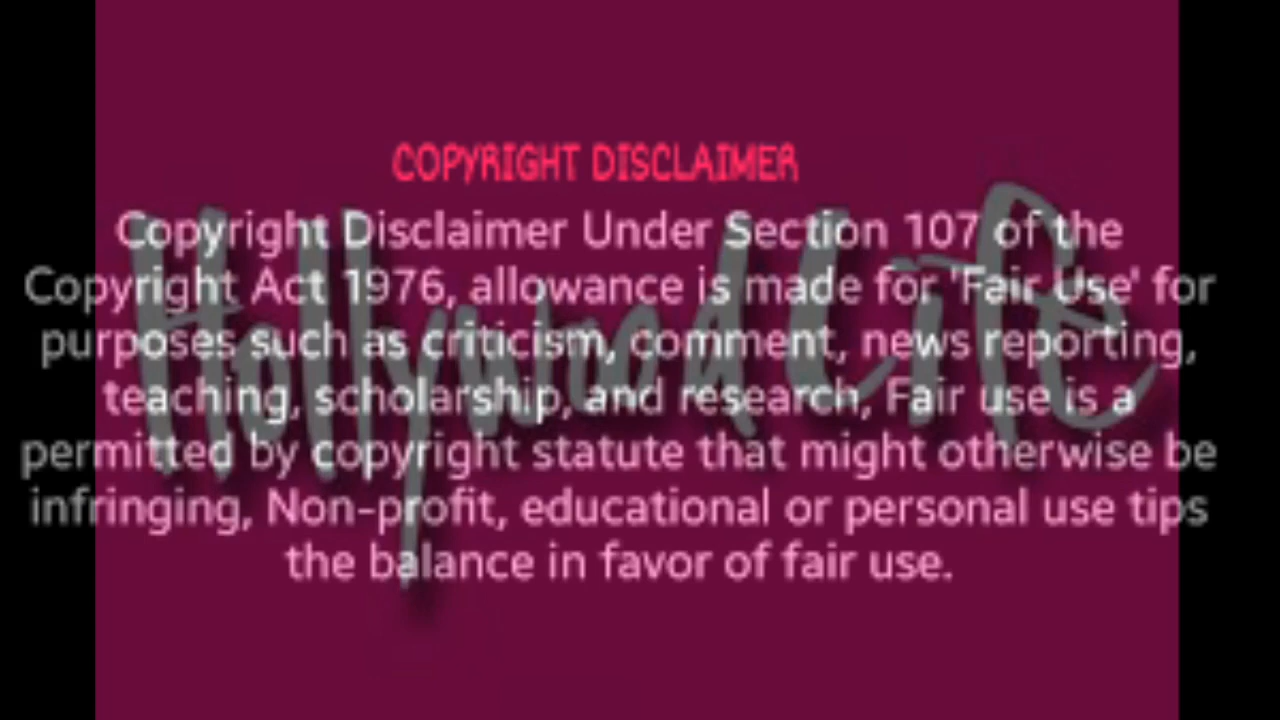 COPYRIGHT DISCLAIMER
Copyright Disclaimer Under Section 107 of the
Copyright Act 1976, allowance is made for 'Fair Use' for
purposes such as criticism, comment, news reporting,
teaching, scholarship, and research, Fair use is a
permitted by copyright statute that might otherwise be
infringing, Non-profit, educational or personal use tips
the balance in favor of fair use.
Hollywood Life